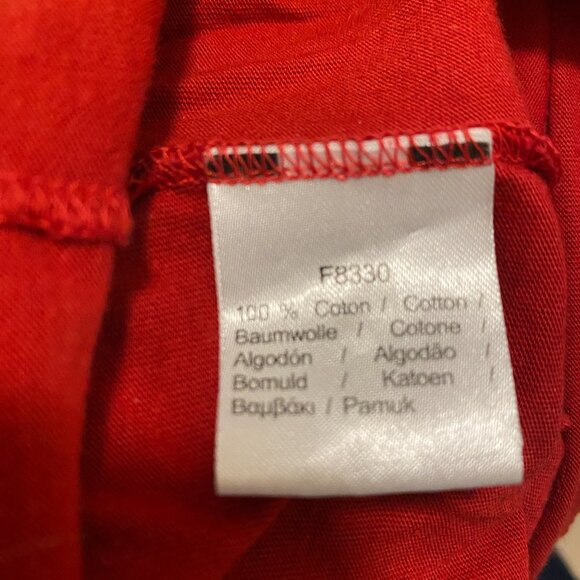 F8330
100 % Coton / Cotton /
Baumwolle / Cotone /
Algodón / Algodão /
Bomuld / Katoen /
Βαμβάκι / Pamuk